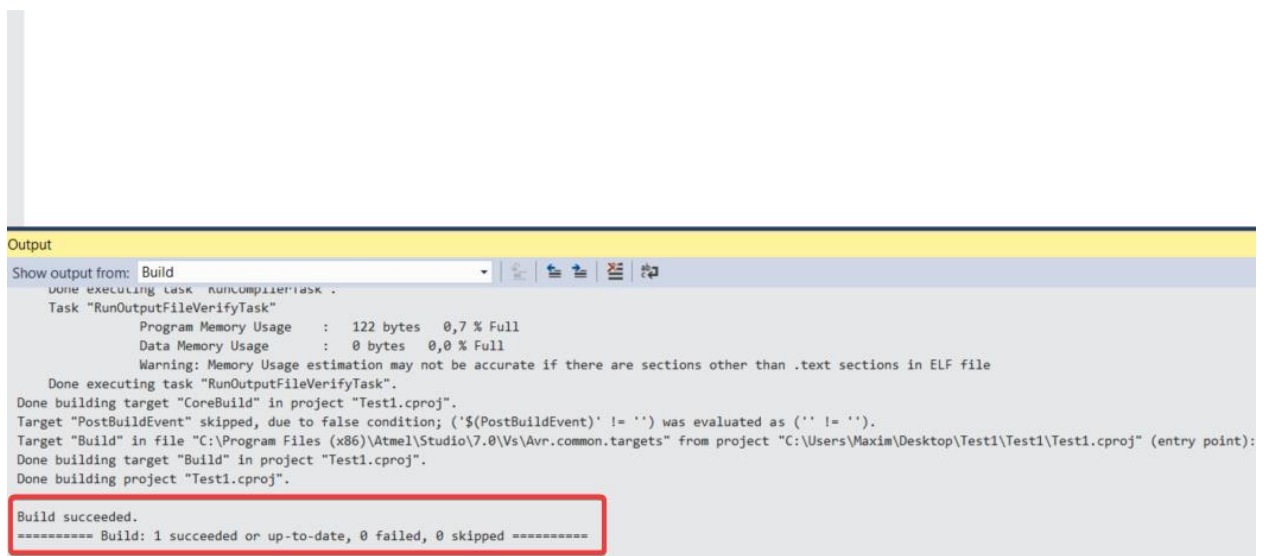 Output
Show output from: Build
Done executing task "RunCompilerTask".
Task "RunOutputFileVerifyTask"
Program Memory Usage : 122 bytes 0,7 % Full
Data Memory Usage : 0 bytes 0,0 % Full
Warning: Memory Usage estimation may not be accurate if there are sections other than .text sections in ELF file
Done executing task "RunOutputFileVerifyTask".
Done building target "CoreBuild" in project "Test1.cproj".
Target "PostBuildEvent" skipped, due to false condition; ('$(PostBuildEvent)' != '') was evaluated as ('' != '').
Target "Build" in file "C:\Program Files (x86)\Atmel\Studio\7.0\Vs\Avr.common.targets" from project "C:\Users\Maxim\Desktop\Test1\Test1\Test1.cproj" (entry point):
Done building target "Build" in project "Test1.cproj".
Done building project "Test1.cproj".
Build succeeded.
========== Build: 1 succeeded or up-to-date, 0 failed, 0 skipped ==========